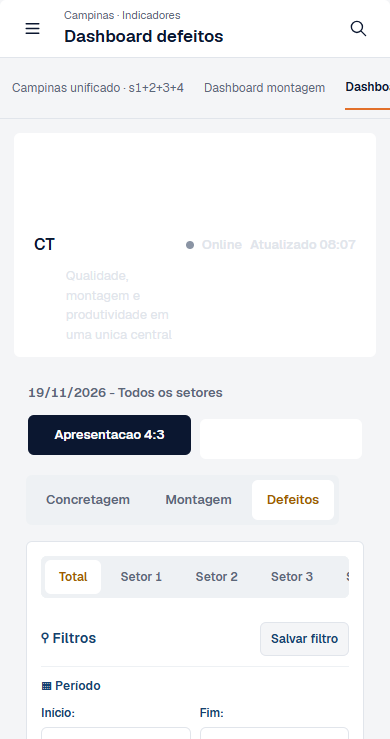 Campinas · Indicadores
Dashboard defeitos
Campinas unificado · s1+2+3+4 Dashboard montagem Dashbo
CT
Online Atualizado 08:07
Qualidade,
montagem e
produtividade em
uma unica central
19/11/2026 - Todos os setores
Apresentacao 4:3
Concretagem Montagem Defeitos
Total Setor 1 Setor 2 Setor 3
Filtros Salvar filtro
Período
Início: Fim: